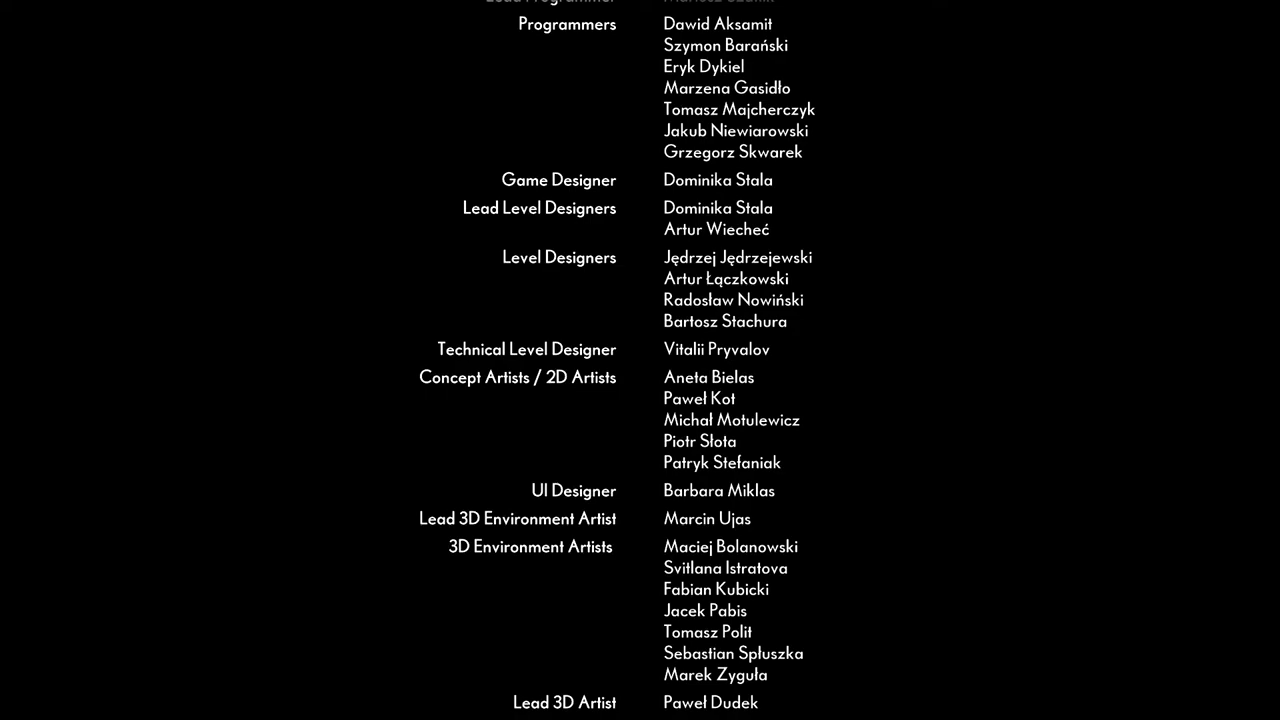 Lead Programmer
Programmers Dawid Aksamit
Szymon Barański
Eryk Dykiel
Marzena Gasidło
Tomasz Majcherczyk
Jakub Niewiarowski
Grzegorz Skwarek
Game Designer Dominika Stala
Lead Level Designers Dominika Stala
Artur Wiecheć
Level Designers Jędrzej Jędrzejewski
Artur Łączkowski
Radosław Nowiński
Bartosz Stachura
Technical Level Designer Vitalii Pryvalov
Concept Artists / 2D Artists Aneta Bielas
Paweł Kot
Michał Motulewicz
Piotr Słota
Patryk Stefaniak
UI Designer Barbara Miklas
Lead 3D Environment Artist Marcin Ujas
3D Environment Artists Maciej Bolanowski
Svitlana Istratova
Fabian Kubicki
Jacek Pabis
Tomasz Polit
Sebastian Spłuszka
Marek Zyguła
Lead 3D Artist Paweł Dudek